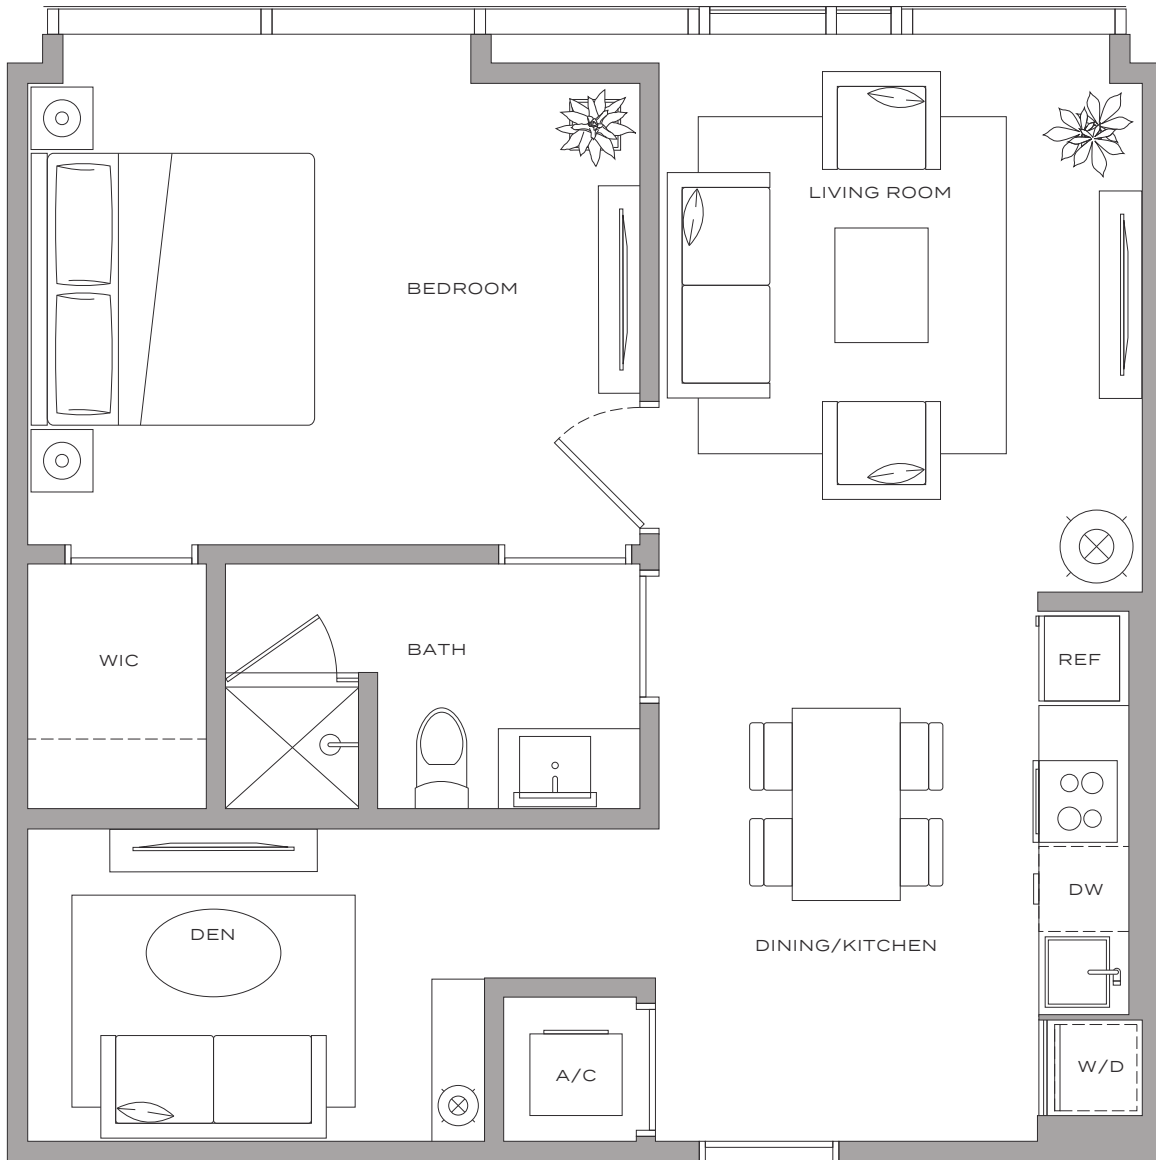 LIVING ROOM
BEDROOM
BATH
WIC
REF
DW
DEN
DINING/KITCHEN
W/D
A/C